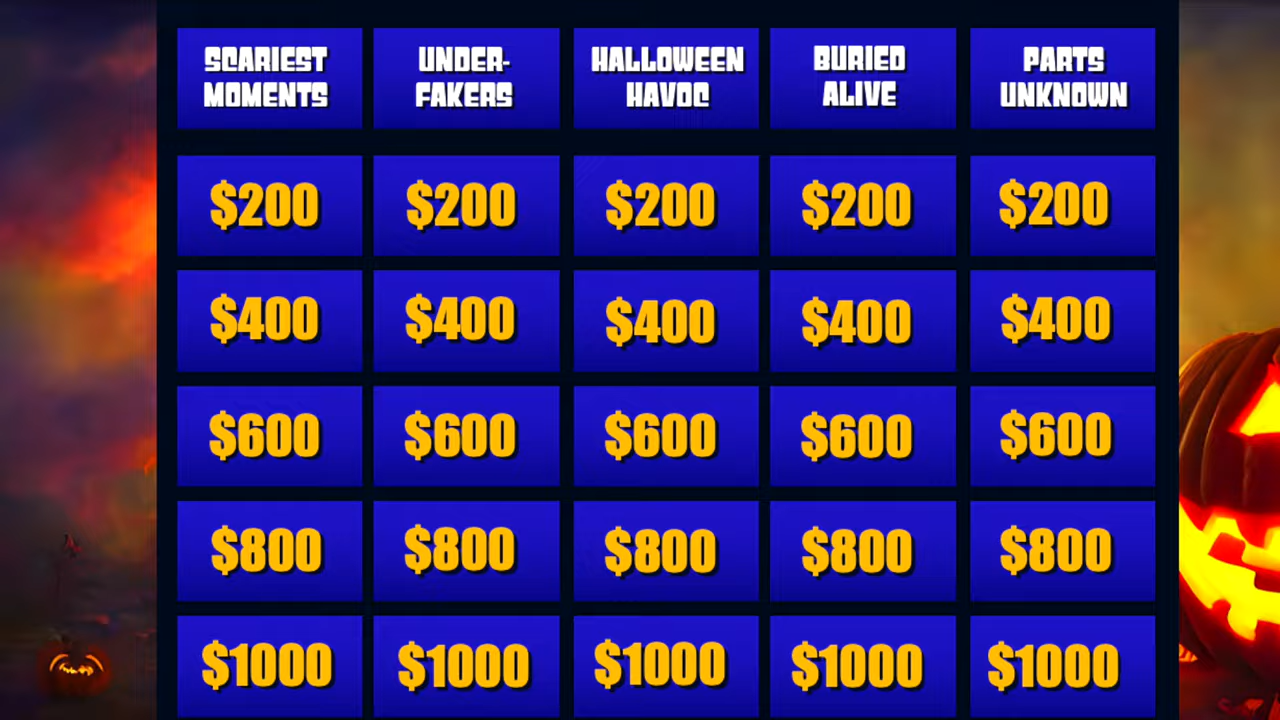 SCARIEST
MOMENTS
UNDER-
FAKERS
HALLOWEEN
HAVOC
BURIED
ALIVE
PARTS
UNKNOWN
$200 $200 $200 $200 $200
$400 $400 $400 $400 $400
$600 $600 $600 $600 $600
$800 $800 $800 $800 $800
$1000 $1000 $1000 $1000 $1000